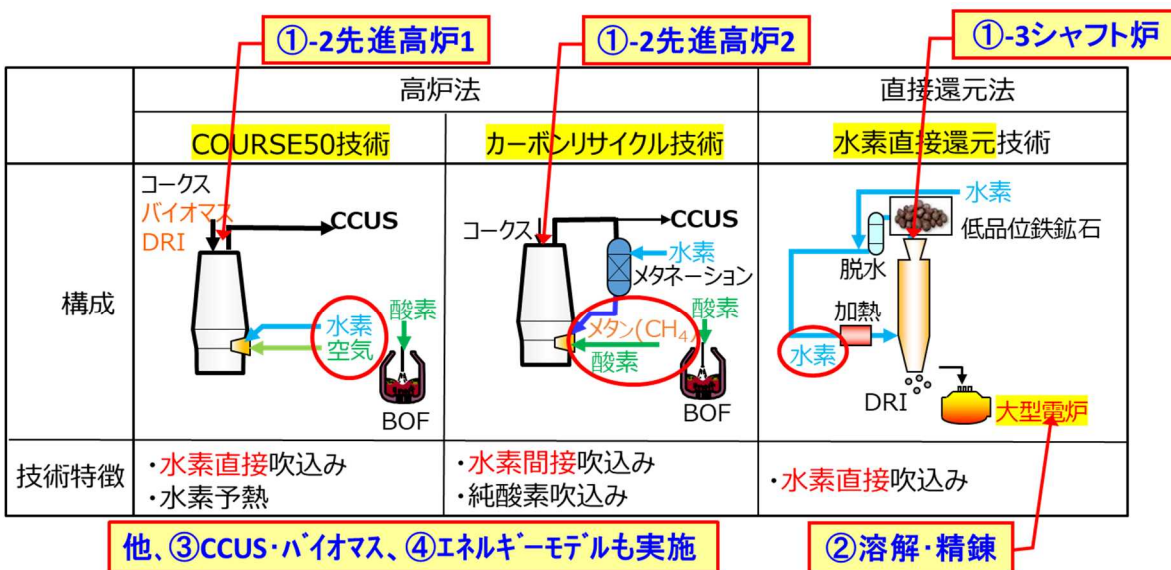 ①-2先進高炉1
①-2先進高炉2
①-3シャフト炉
高炉法
直接還元法
COURSE50技術
カーボンリサイクル技術
水素直接還元技術
構成
コークス
バイオマス
DRI
CCUS
水素
空気
酸素
BOF
コークス
CCUS
水素
メタネーション
メタン(CH₄)
酸素
酸素
BOF
水素
低品位鉄鉱石
脱水
加熱
水素
DRI
大型電炉
技術特徴
・水素直接吹込み
・水素予熱
・水素間接吹込み
・純酸素吹込み
・水素直接吹込み
他、③CCUS・バイオマス、④エネルギーモデルも実施
②溶解・精錬